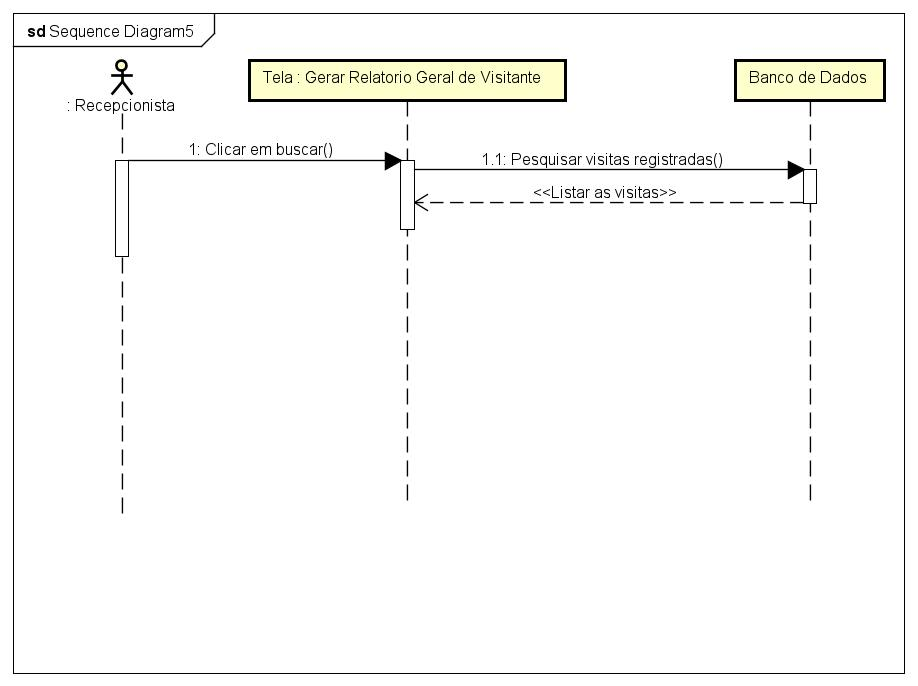 sd Sequence Diagram5
: Recepcionista
Tela : Gerar Relatorio Geral de Visitante
Banco de Dados
1: Clicar em buscar()
1.1: Pesquisar visitas registradas()
<<Listar as visitas>>